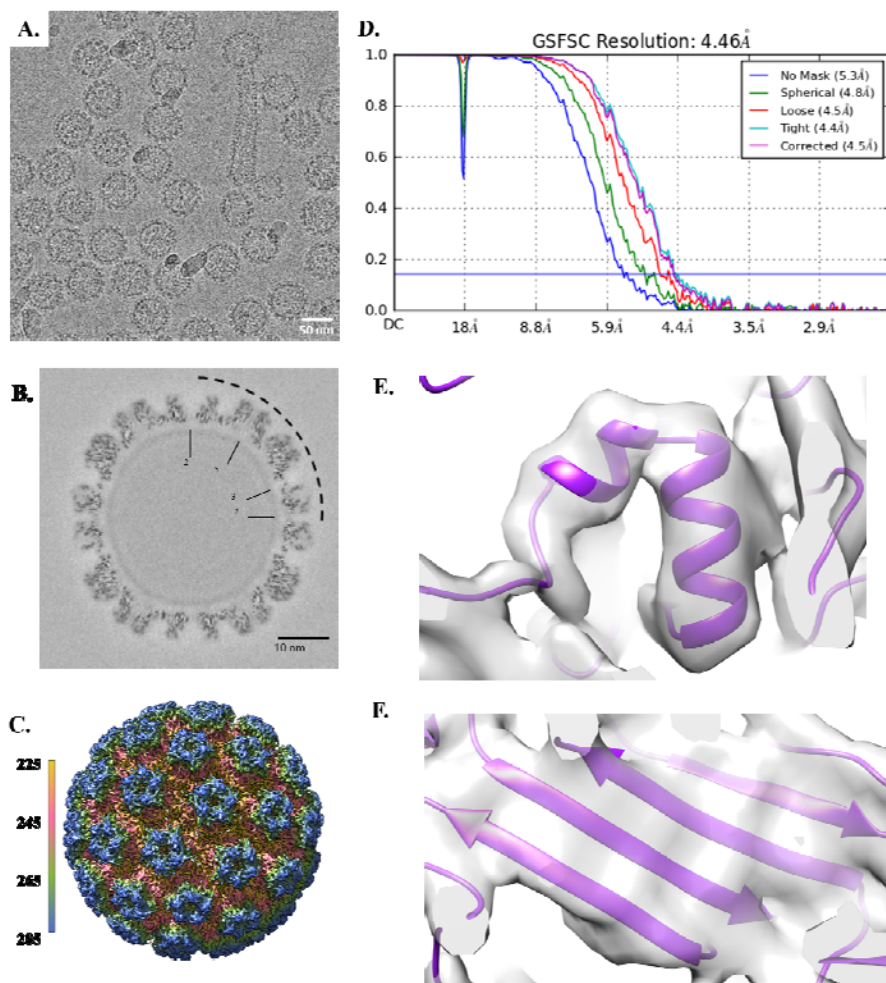 A.
50 nm
B.
2
3
10 nm
C.
225
245
265
285
D.
GSFSC Resolution: 4.46Å
1.0
0.8
0.6
0.4
0.2
0.0
DC
18Å
8.8Å
5.9Å
4.4Å
3.5Å
2.9Å
No Mask (5.3Å)
Spherical (4.8Å)
Loose (4.5Å)
Tight (4.4Å)
Corrected (4.5Å)
E.
F.